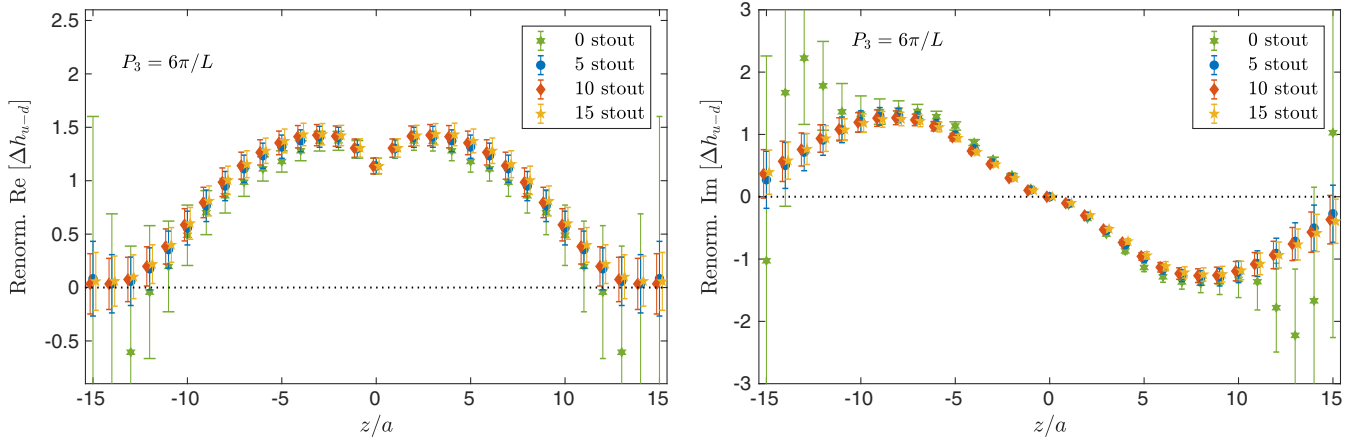 P₃ = 6π/L
0 stout
5 stout
10 stout
15 stout
2.5
2
1.5
1
0.5
0
-0.5
Renorm. Re [Δh_{u−d}]
-15 -10 -5 0 5 10 15
z/a
P₃ = 6π/L
0 stout
5 stout
10 stout
15 stout
3
2
1
0
-1
-2
-3
Renorm. Im [Δh_{u−d}]
-15 -10 -5 0 5 10 15
z/a